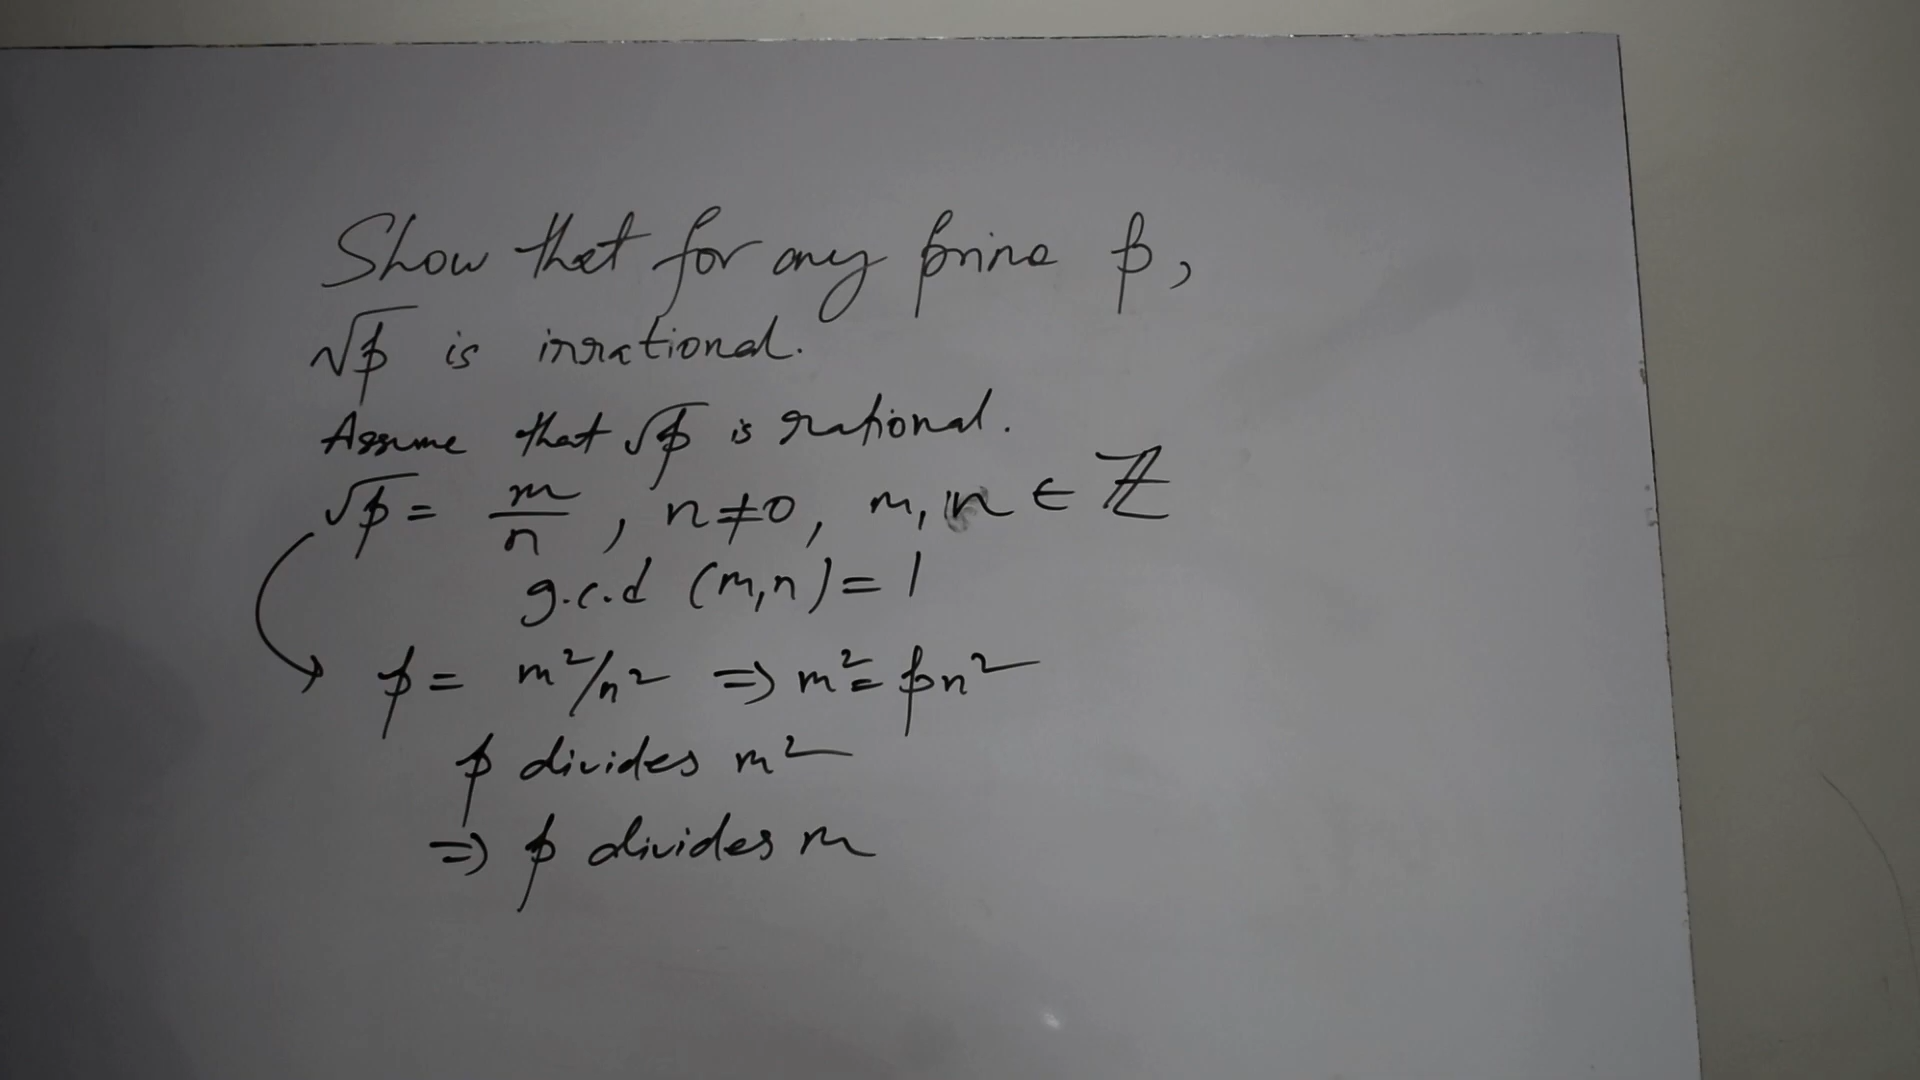 Show that for any prime p,
√p is irrational.
Assume that √p is rational.
√p = m/n, n≠0, m, n ∈ ℤ
g.c.d (m,n) = 1
p = m²/n² ⇒ m² = pn²
p divides m²
⇒ p divides m